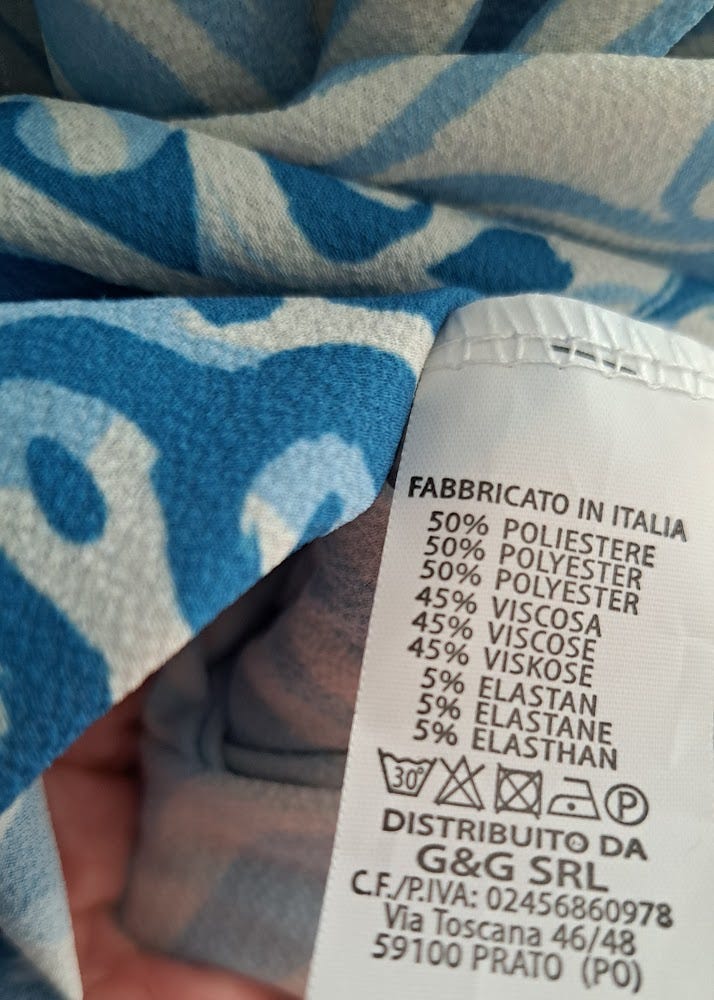 FABBRICATO IN ITALIA
50% POLIESTERE
50% POLYESTER
50% POLYESTER
45% VISCOSA
45% VISCOSE
45% VISKOSE
5% ELASTAN
5% ELASTANE
5% ELASTHAN
30° P
DISTRIBUITO DA
G&G SRL
C.F./P.IVA: 02456860978
Via Toscana 46/48
59100 PRATO (PO)